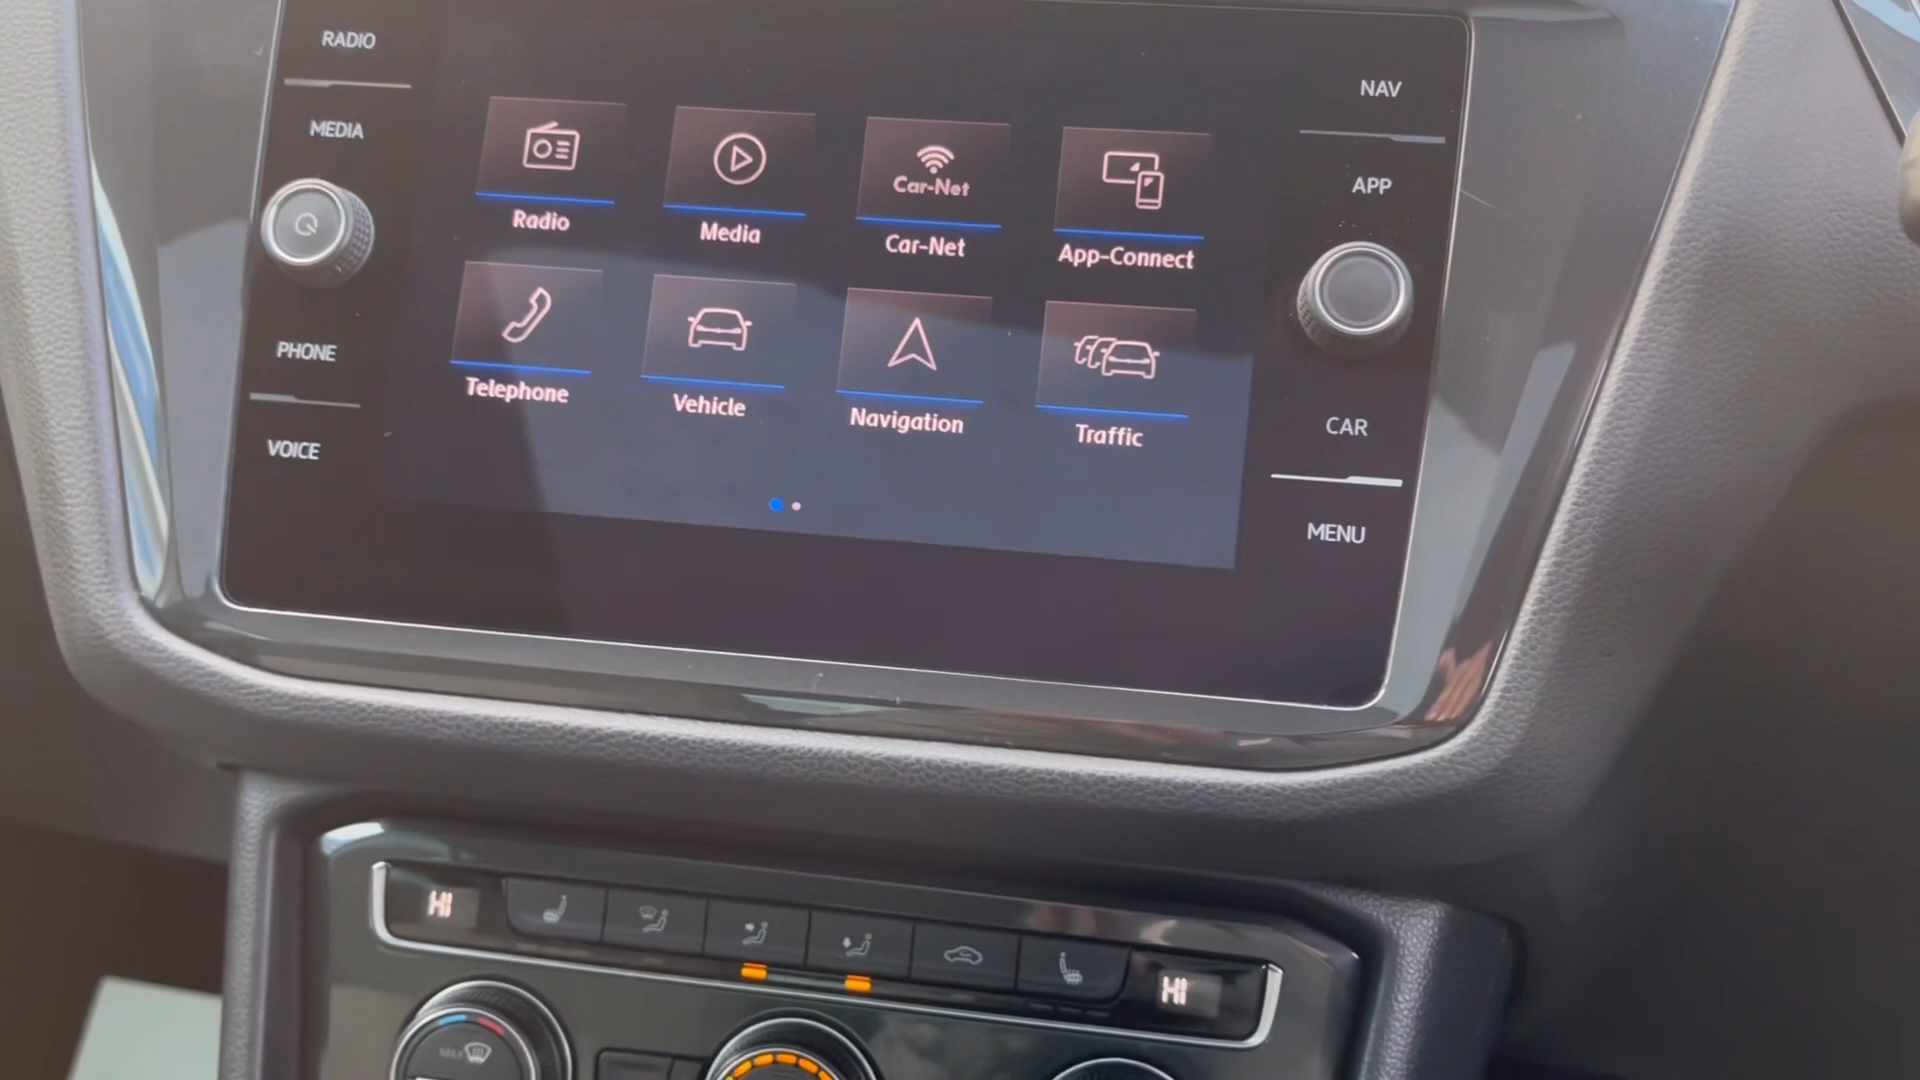 RADIO
MEDIA
PHONE
VOICE
Radio
Media
Car-Net
Car-Net
App-Connect
Telephone
Vehicle
Navigation
Traffic
NAV
APP
CAR
MENU
HI
HI
MAX